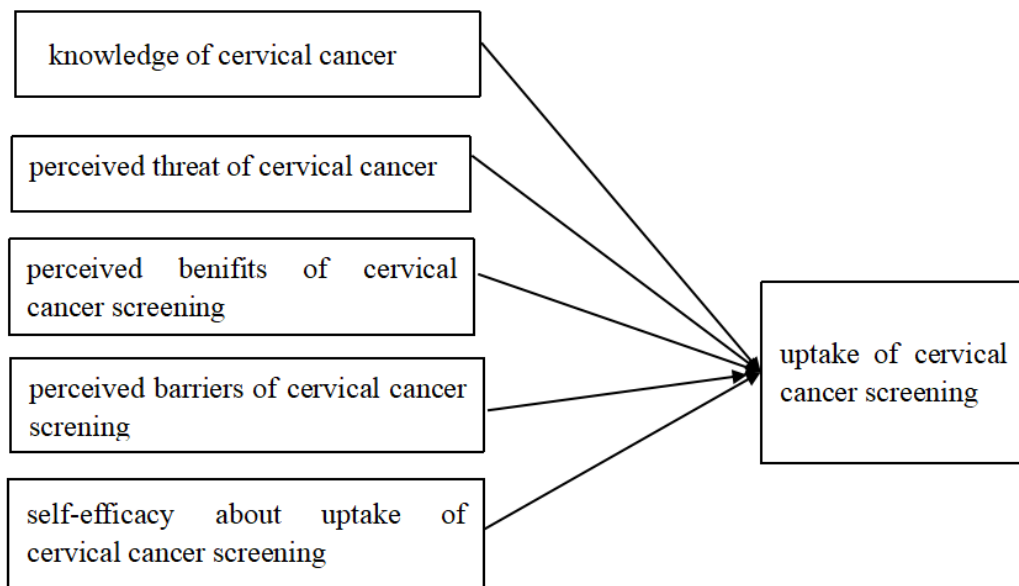 knowledge of cervical cancer
perceived threat of cervical cancer
perceived benifits of cervical
cancer screening
perceived barriers of cervical cancer
screning
self-efficacy about uptake of
cervical cancer screening
uptake of cervical
cancer screening